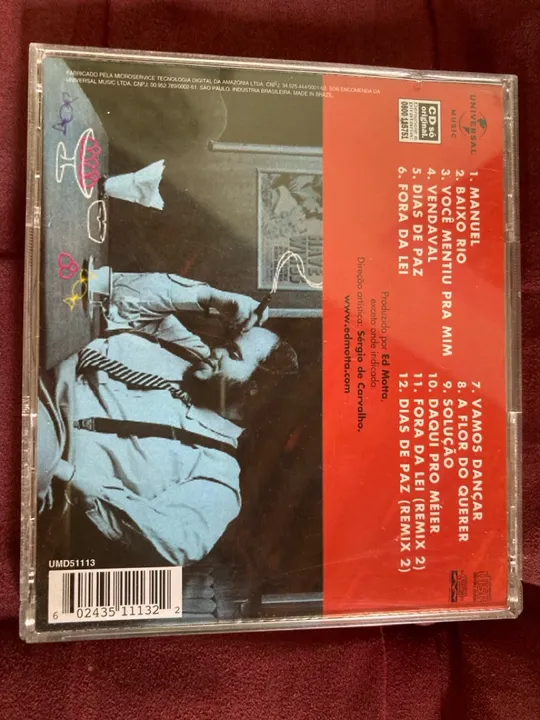 FABRICADO PELA MICROSERVICE TECNOLOGIA DIGITAL DA AMAZÔNIA LTDA.
UNIVERSAL MUSIC LTDA. SÃO PAULO. INDÚSTRIA BRASILEIRA. MADE IN BRAZIL.
CD só
original.
UNIVERSAL
MUSIC
1. MANUEL
2. BAIXO RIO
3. VOCÊ MENTIU PRA MIM
4. VENDAVAL
5. DIAS DE PAZ
6. FORA DA LEI
7. VAMOS DANÇAR
8. A FLOR DO QUERER
9. SOLUÇÃO
10. DAQUI PRO MÉIER
11. FORA DA LEI (REMIX 2)
12. DIAS DE PAZ (REMIX 2)
Produzido por Ed Motta,
exceto onde indicado.
Direção artística: Sérgio de Carvalho.
www.edmotta.com
UMD51113
6 02435 11132 2